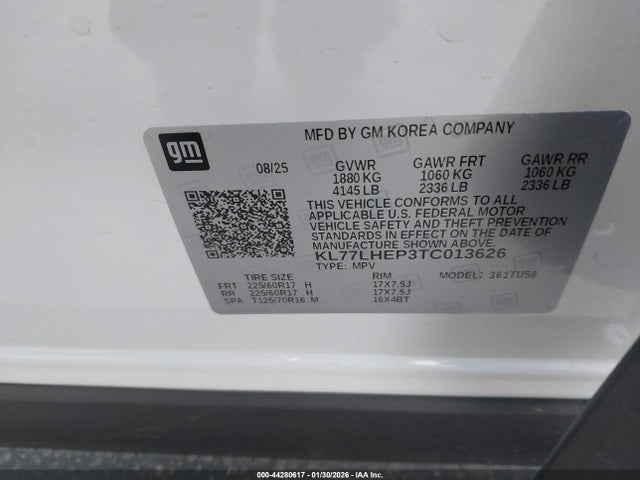 gm
MFD BY GM KOREA COMPANY
08/25 GVWR GAWR FRT GAWR RR
1880 KG 1060 KG 1060 KG
4145 LB 2336 LB 2336 LB
THIS VEHICLE CONFORMS TO ALL
APPLICABLE U.S. FEDERAL MOTOR
VEHICLE SAFETY AND THEFT PREVENTION
STANDARDS IN EFFECT ON THE DATE OF
MANUFACTURE SHOWN ABOVE.
KL77LHEP3TC013626
TYPE: MPV MODEL: 361TU58
TIRE SIZE RIM
FRT 225/60R17 H 17X7.5J
RR 225/60R17 H 17X7.5J
SPA T125/70R16 M 16X4BT
000-44280617 - 01/30/2026 - IAA Inc.